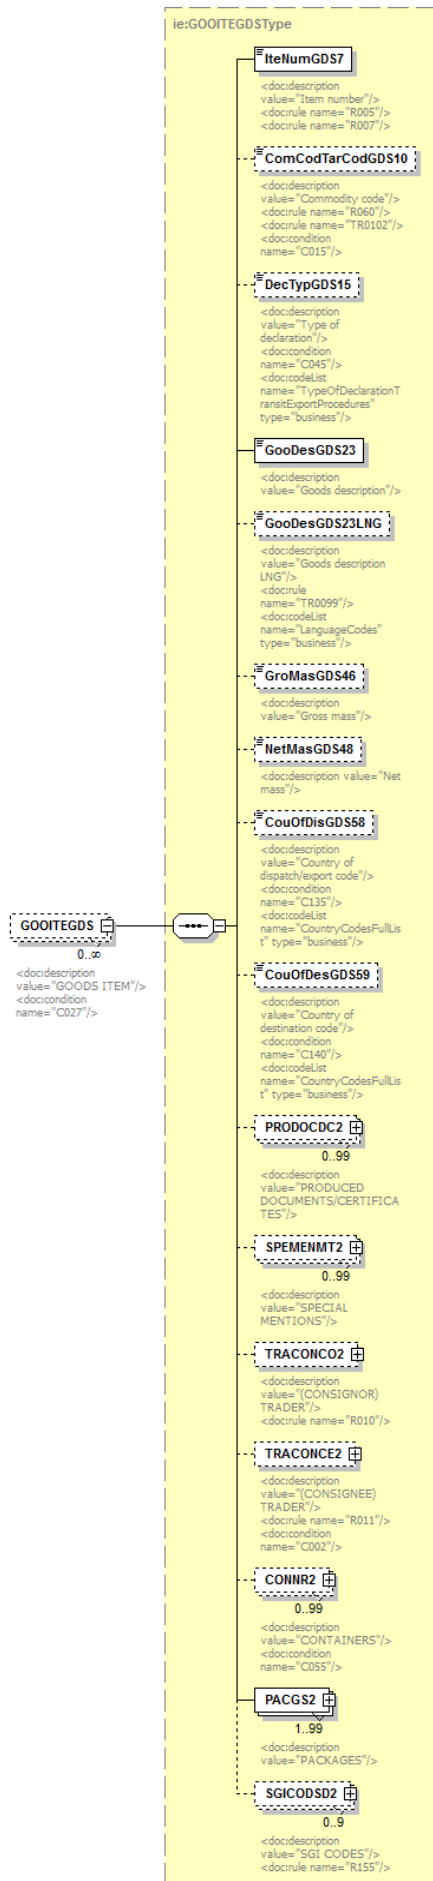 ie:GOOITEGDSType
IteNumGDS7
<doc:description
value="Item number"/>
<doc:rule name="R005"/>
<doc:rule name="R007"/>
ComCodTarCodGDS10
<doc:description
value="Commodity code"/>
<doc:rule name="R060"/>
<doc:rule name="TR0102"/>
<doc:condition
name="C015"/>
DecTypGDS15
<doc:description
value="Type of
declaration"/>
<doc:condition
name="C045"/>
<doc:codeList
name="TypeOfDeclarationT
ransitExportProcedures"
type="business"/>
GooDesGDS23
<doc:description
value="Goods description"/>
GooDesGDS23LNG
<doc:description
value="Goods description
LNG"/>
<doc:rule
name="TR0099"/>
<doc:codeList
name="LanguageCodes"
type="business"/>
GroMasGDS46
<doc:description
value="Gross mass"/>
NetMasGDS48
<doc:description value="Net
mass"/>
CouOfDisGDS58
<doc:description
value="Country of
dispatch/export code"/>
<doc:condition
name="C135"/>
<doc:codeList
name="CountryCodesFullLis
t" type="business"/>
GOOITEGDS
0..∞
<doc:description
value="GOODS ITEM"/>
<doc:condition
name="C027"/>
CouOfDesGDS59
<doc:description
value="Country of
destination code"/>
<doc:condition
name="C140"/>
<doc:codeList
name="CountryCodesFullLis
t" type="business"/>
PRODOCDC2
0..99
<doc:description
value="PRODUCED
DOCUMENTS/CERTIFICA
TES"/>
SPEMENMT2
0..99
<doc:description
value="SPECIAL
MENTIONS"/>
TRACONCO2
<doc:description
value="(CONSIGNOR)
TRADER"/>
<doc:rule name="R010"/>
TRACONCE2
<doc:description
value="(CONSIGNEE)
TRADER"/>
<doc:rule name="R011"/>
<doc:condition
name="C002"/>
CONNR2
0..99
<doc:description
value="CONTAINERS"/>
<doc:condition
name="C055"/>
PACGS2
1..99
<doc:description
value="PACKAGES"/>
SGICODSD2
0..9
<doc:description
value="SGI CODES"/>
<doc:rule name="R155"/>